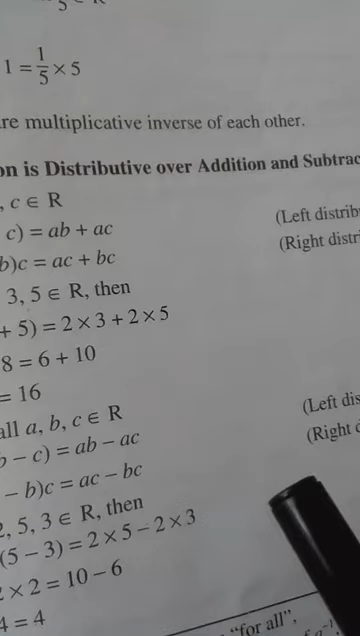 1 = 1/5 × 5
are multiplicative inverse of each other.
on is Distributive over Addition and Subtrac
, c ∈ R
c) = ab + ac (Left distrib
b)c = ac + bc (Right distr
3, 5 ∈ R, then
+ 5) = 2 × 3 + 2 × 5
8 = 6 + 10
= 16
all a, b, c ∈ R
b – c) = ab – ac (Left dis
– b)c = ac – bc (Right d
2, 5, 3 ∈ R, then
(5 – 3) = 2 × 5 – 2 × 3
2 × 2 = 10 – 6
4 = 4
"for all",